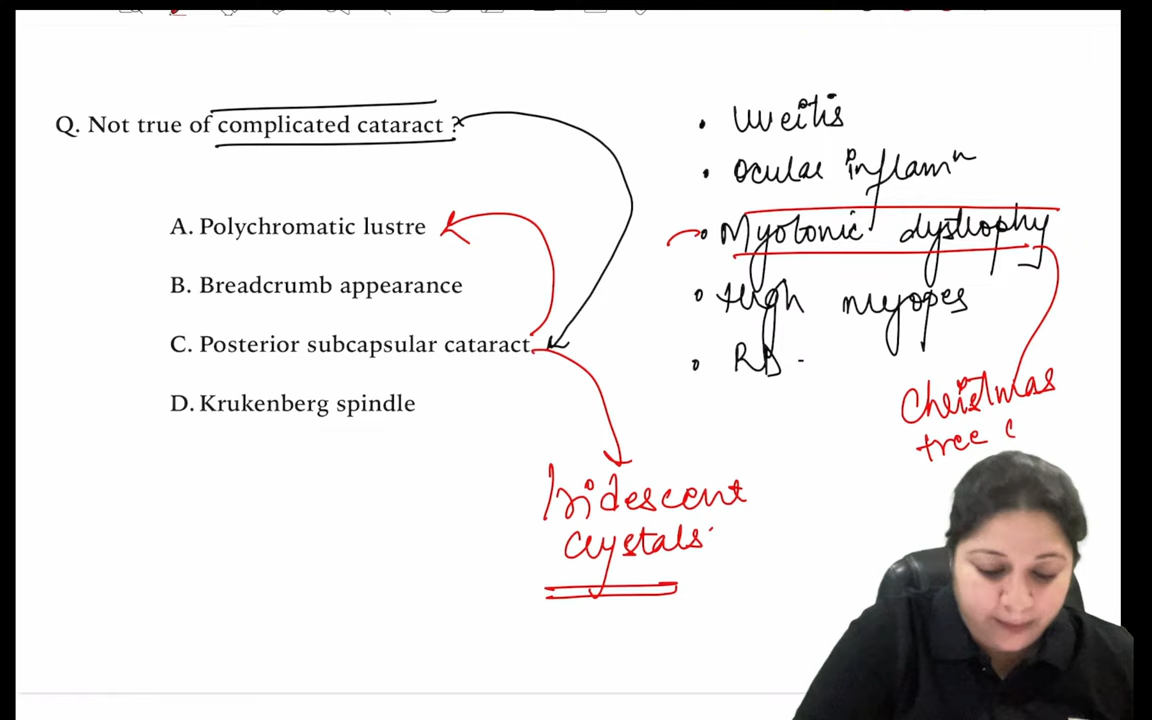 Q. Not true of complicated cataract ?
A. Polychromatic lustre
B. Breadcrumb appearance
C. Posterior subcapsular cataract
D. Krukenberg spindle
• Uveitis
• Ocular inflamⁿ
• Myotonic dystrophy
• High myopes
• RD -
Christmas
tree c
Iridescent
crystals